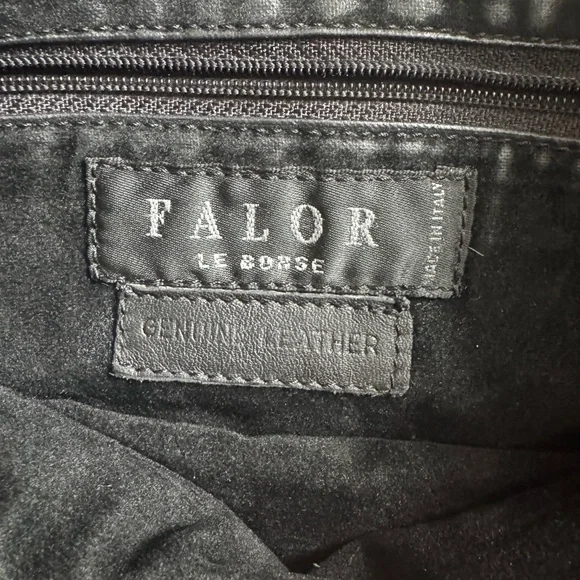 FALOR
LE BORSE
MADE IN ITALY
GENUINE LEATHER